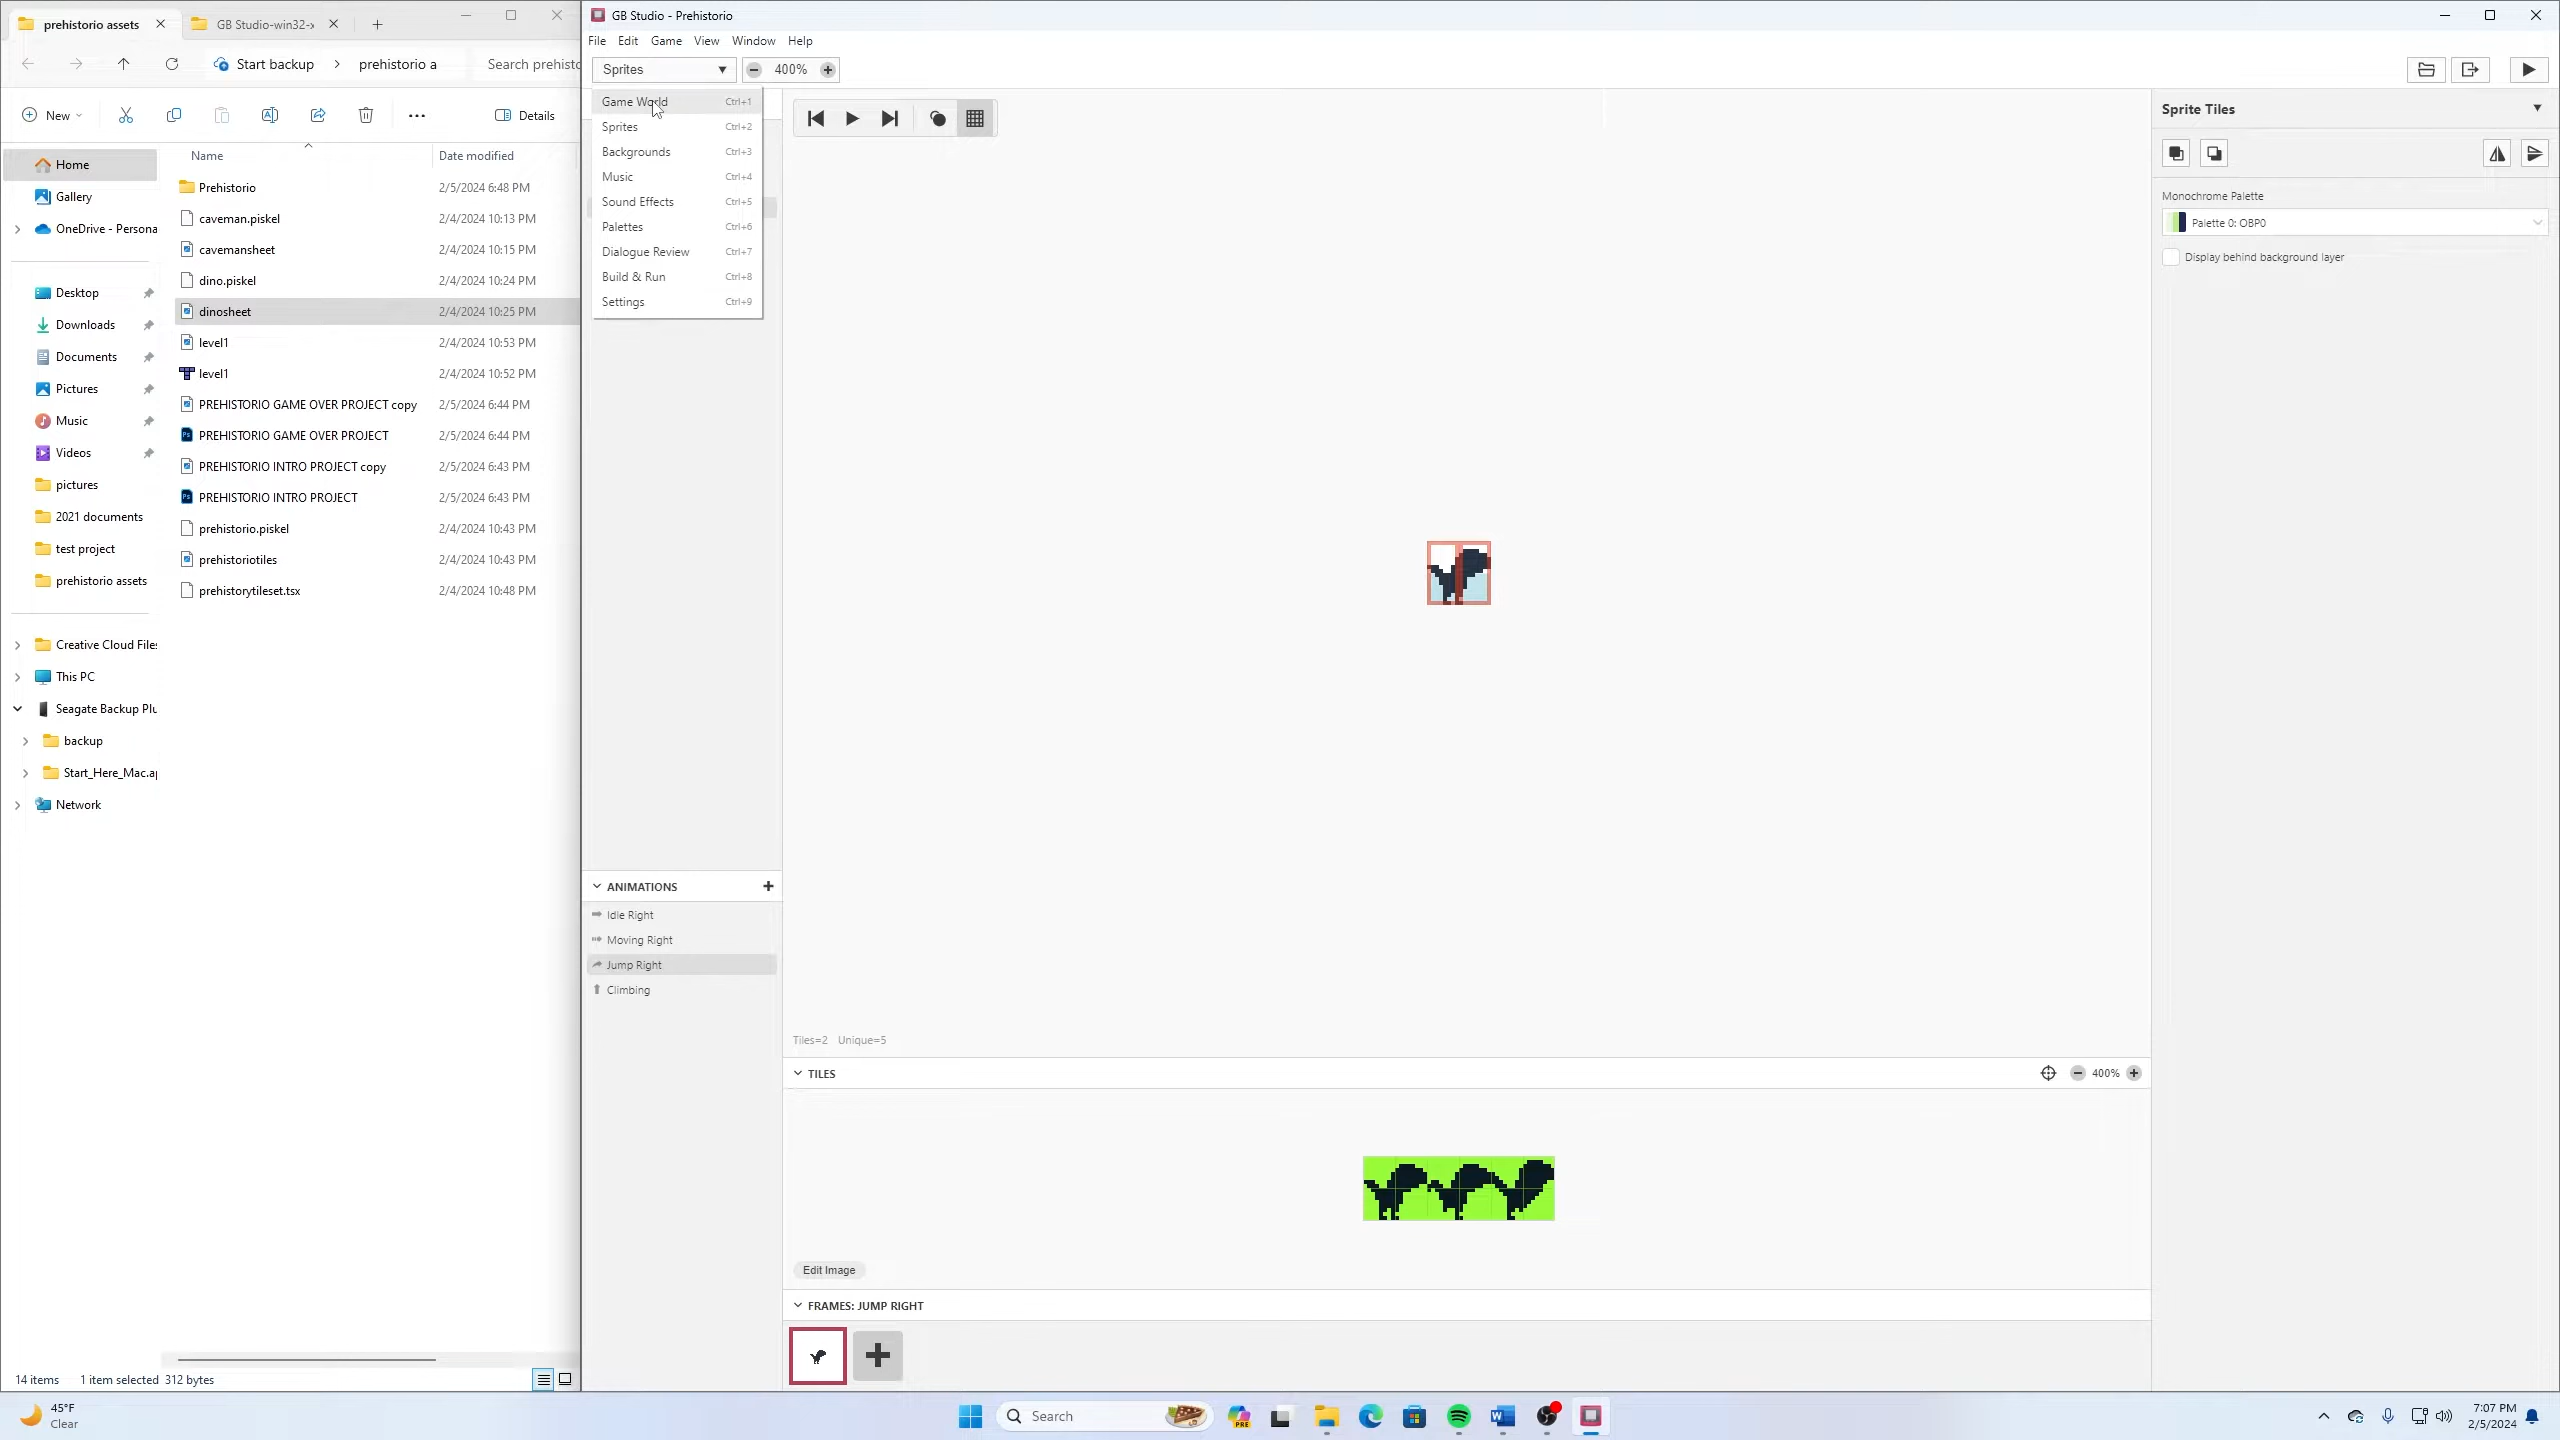 prehistorio assets
GB Studio-win32-x
Start backup
prehistorio a
Search prehistc
New
Details
Home
Gallery
OneDrive - Persona
Desktop
Downloads
Documents
Pictures
Music
Videos
pictures
2021 documents
test project
prehistorio assets
Creative Cloud Files
This PC
Seagate Backup Plu
backup
Start_Here_Mac.ap
Network
Name Date modified
Prehistorio 2/5/2024 6:48 PM
caveman.piskel 2/4/2024 10:13 PM
cavemansheet 2/4/2024 10:15 PM
dino.piskel 2/4/2024 10:24 PM
dinosheet 2/4/2024 10:25 PM
level1 2/4/2024 10:53 PM
level1 2/4/2024 10:52 PM
PREHISTORIO GAME OVER PROJECT copy 2/5/2024 6:44 PM
PREHISTORIO GAME OVER PROJECT 2/5/2024 6:44 PM
PREHISTORIO INTRO PROJECT copy 2/5/2024 6:43 PM
PREHISTORIO INTRO PROJECT 2/5/2024 6:43 PM
prehistorio.piskel 2/4/2024 10:43 PM
prehistoriotiles 2/4/2024 10:43 PM
prehistorytileset.tsx 2/4/2024 10:48 PM
14 items 1 item selected 312 bytes
GB Studio - Prehistorio
File Edit Game View Window Help
Sprites
400%
Game World Ctrl+1
Sprites Ctrl+2
Backgrounds Ctrl+3
Music Ctrl+4
Sound Effects Ctrl+5
Palettes Ctrl+6
Dialogue Review Ctrl+7
Build & Run Ctrl+8
Settings Ctrl+9
ANIMATIONS
Idle Right
Moving Right
Jump Right
Climbing
Tiles=2 Unique=5
TILES
400%
Edit Image
FRAMES: JUMP RIGHT
Sprite Tiles
Monochrome Palette
Palette 0: OBP0
Display behind background layer
45°F
Clear
Search
PRE
7:07 PM
2/5/2024